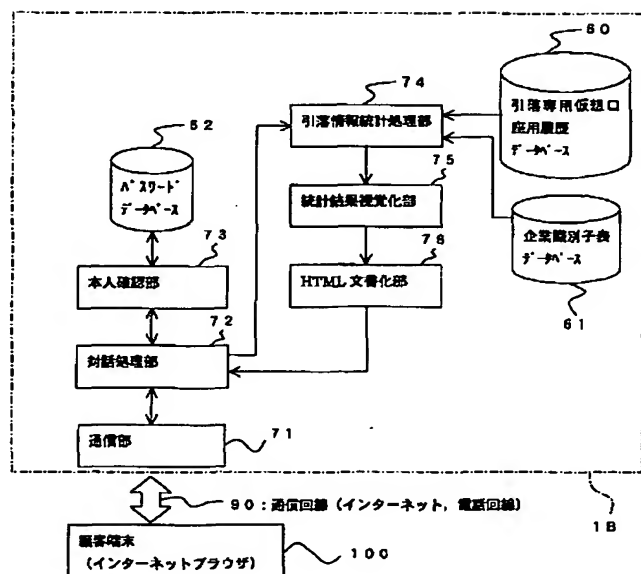 60
引落専用仮想口
座用履歴
データベース
74
引落情報統計処理部
62
パスワード
データベース
75
統計結果視覚化部
73
本人確認部
76
HTML文書化部
企業識別子表
データベース
61
72
対話処理部
71
通信部
90:通信回線(インターネット,電話回線)
1B
顧客端末
(インターネットブラウザ)
100